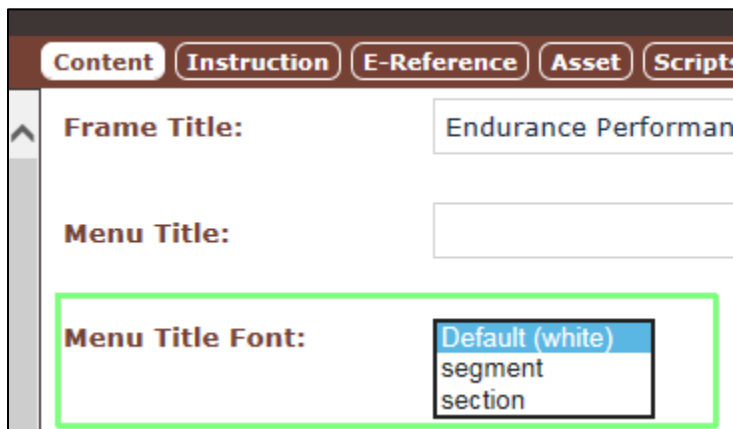 Content Instruction E-Reference Asset Scripts
Frame Title: Endurance Performan
Menu Title:
Menu Title Font: Default (white)
segment
section